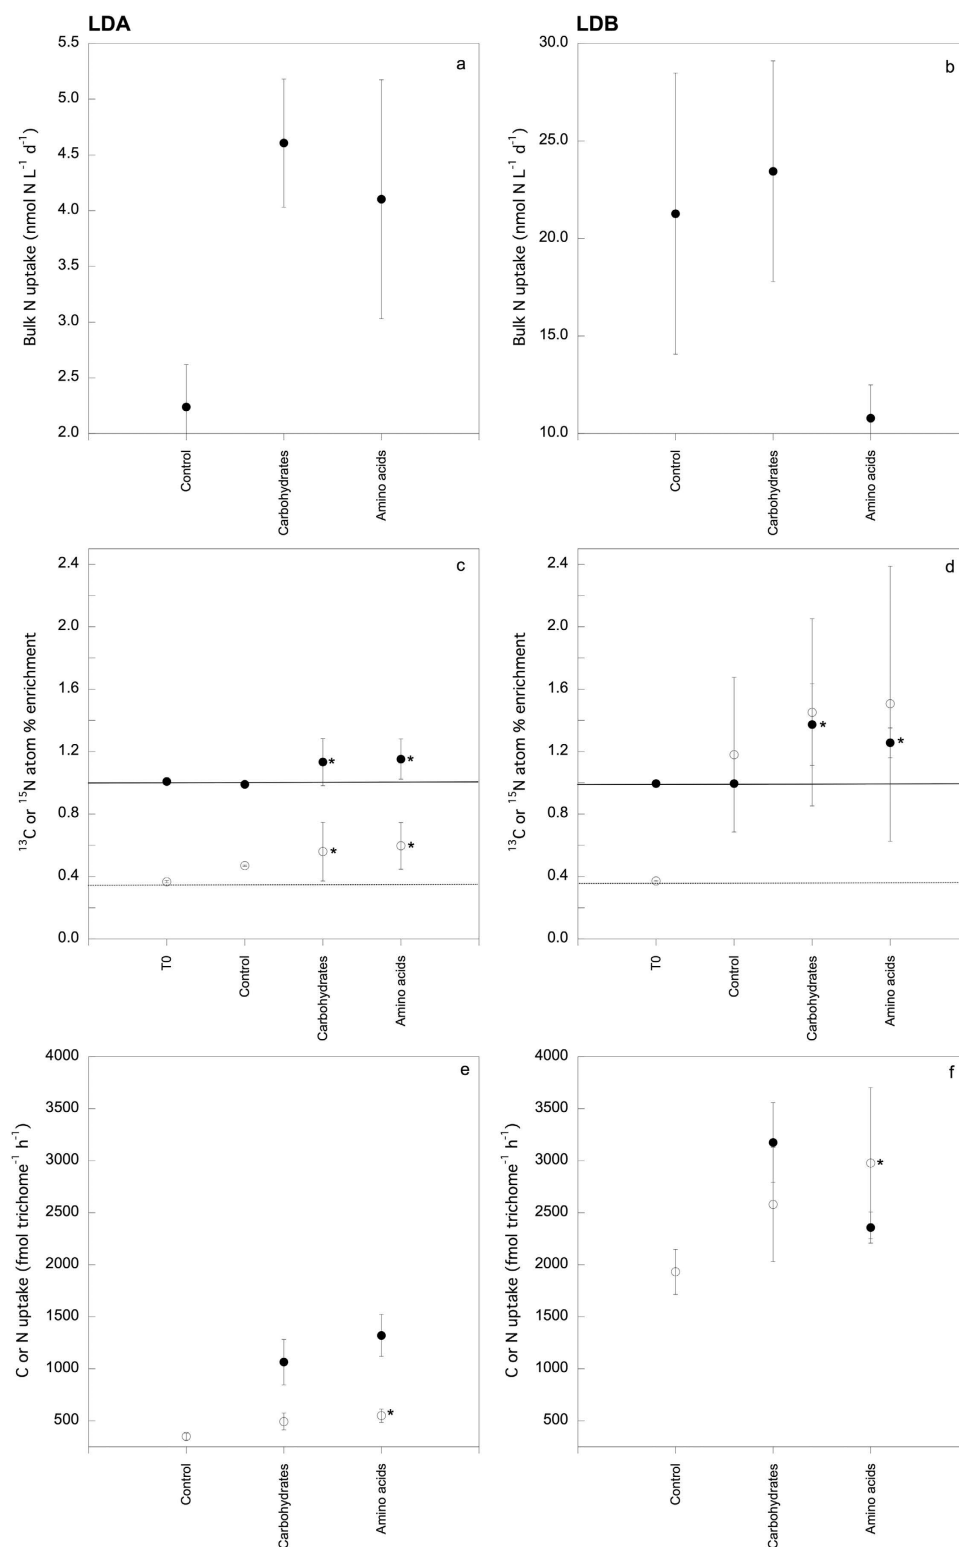 LDA
LDB
a
Bulk N uptake (nmol N L⁻¹ d⁻¹)
5.5
5.0
4.5
4.0
3.5
3.0
2.5
2.0
Control
Carbohydrates
Amino acids
b
Bulk N uptake (nmol N L⁻¹ d⁻¹)
30.0
25.0
20.0
15.0
10.0
Control
Carbohydrates
Amino acids
c
¹³C or ¹⁵N atom % enrichment
2.4
2.0
1.6
1.2
0.8
0.4
0.0
*
*
*
*
T0
Control
Carbohydrates
Amino acids
d
¹³C or ¹⁵N atom % enrichment
2.4
2.0
1.6
1.2
0.8
0.4
0.0
*
*
T0
Control
Carbohydrates
Amino acids
e
C or N uptake (fmol trichome⁻¹ h⁻¹)
4000
3500
3000
2500
2000
1500
1000
500
*
Control
Carbohydrates
Amino acids
f
C or N uptake (fmol trichome⁻¹ h⁻¹)
4000
3500
3000
2500
2000
1500
1000
500
*
Control
Carbohydrates
Amino acids